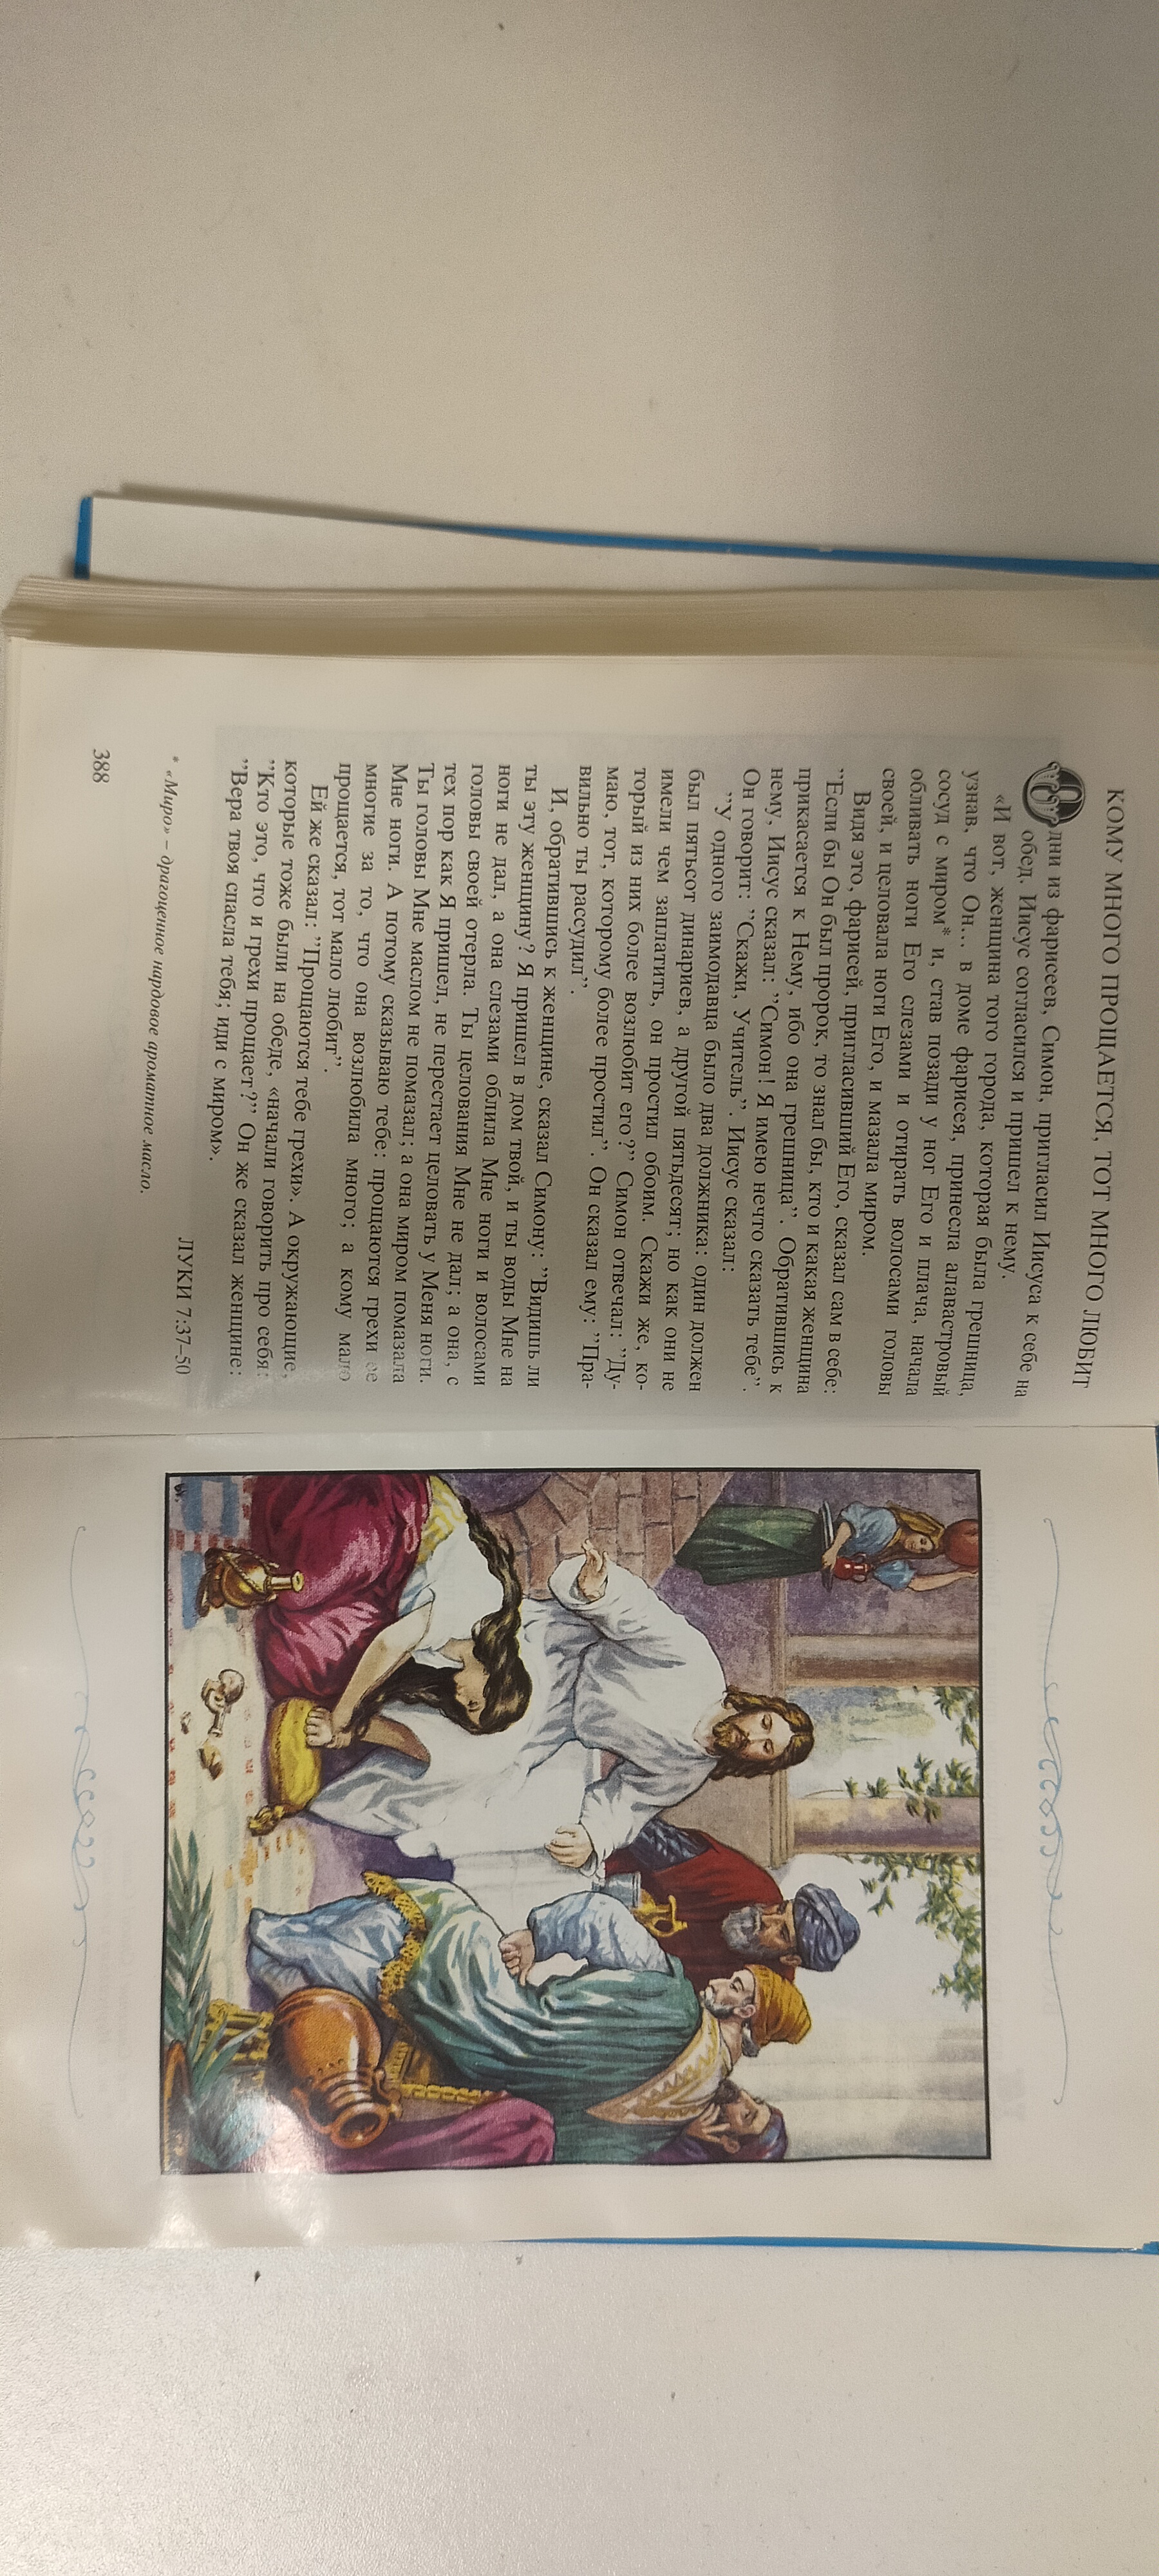 КОМУ МНОГО ПРОЩАЕТСЯ, ТОТ МНОГО ЛЮБИТ
Один из фарисеев, Симон, пригласил Иисуса к себе на
обед. Иисус согласился и пришел к нему.
«И вот, женщина того города, которая была грешница,
узнав, что Он... в доме фарисея, принесла алавастровый
сосуд с миром* и, став позади у ног Его и плача, начала
обливать ноги Его слезами и отирать волосами головы
своей, и целовала ноги Его, и мазала миром.
Видя это, фарисей, пригласивший Его, сказал сам в себе:
”Если бы Он был пророк, то знал бы, кто и какая женщина
прикасается к Нему, ибо она грешница”. Обратившись к
нему, Иисус сказал: ”Симон! Я имею нечто сказать тебе”.
Он говорит: ”Скажи, Учитель”. Иисус сказал:
”У одного заимодавца было два должника: один должен
был пятьсот динариев, а другой пятьдесят; но как они не
имели чем заплатить, он простил обоим. Скажи же, ко-
торый из них более возлюбит его?” Симон отвечал: ”Ду-
маю, тот, которому более простил”. Он сказал ему: ”Пра-
вильно ты рассудил”.
И, обратившись к женщине, сказал Симону: ”Видишь ли
ты эту женщину? Я пришел в дом твой, и ты воды Мне на
ноги не дал, а она слезами облила Мне ноги и волосами
головы своей отерла. Ты целования Мне не дал; а она, с
тех пор как Я пришел, не перестает целовать у Меня ноги.
Ты головы Мне маслом не помазал; а она миром помазала
Мне ноги. А потому сказываю тебе: прощаются грехи ее
многие за то, что она возлюбила много; а кому мало
прощается, тот мало любит”.
Ей же сказал: ”Прощаются тебе грехи». А окружающие,
которые тоже были на обеде, «начали говорить про себя:
”Кто это, что и грехи прощает?” Он же сказал женщине:
”Вера твоя спасла тебя; иди с миром».
ЛУКИ 7:37–50
* «Миро» – драгоценное нардовое ароматное масло.
388